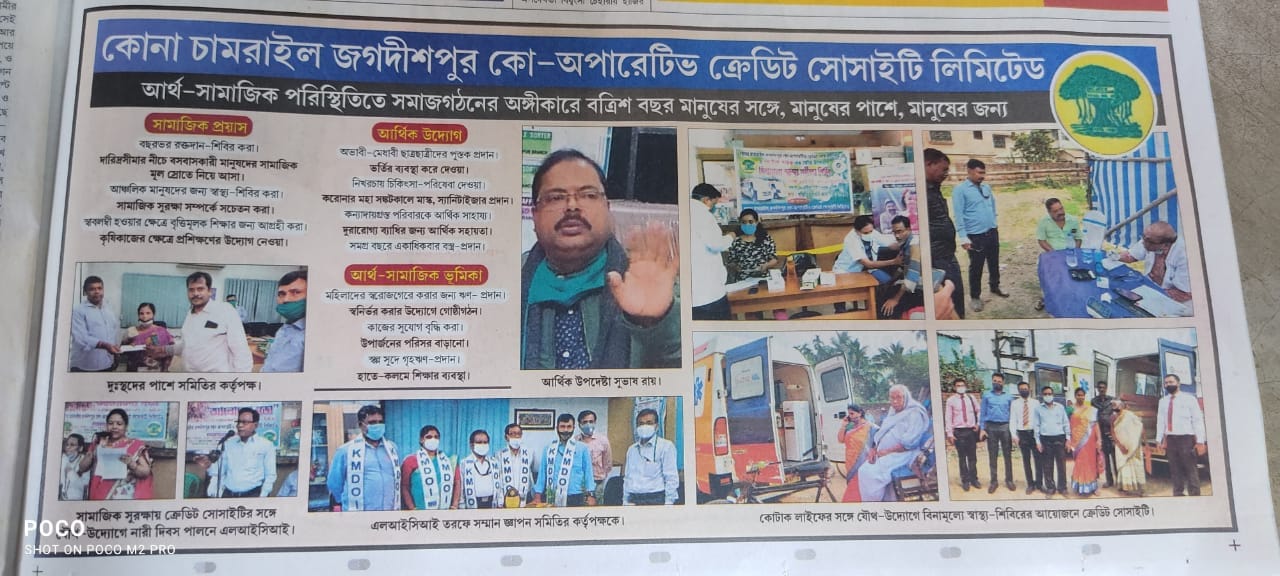 কোনা চামরাইল জগদীশপুর কো-অপারেটিভ ক্রেডিট সোসাইটি লিমিটেড
আর্থ-সামাজিক পরিস্থিতিতে সমাজগঠনের অঙ্গীকারে বত্রিশ বছর মানুষের সঙ্গে, মানুষের পাশে, মানুষের জন্য
সামাজিক প্রয়াস
বছরভর রক্তদান-শিবির করা।
দারিদ্রসীমার নীচে বসবাসকারী মানুষদের সামাজিক
মূল স্রোতে নিয়ে আসা।
আঞ্চলিক মানুষদের জন্য স্বাস্থ্য-শিবির করা।
সামাজিক সুরক্ষা সম্পর্কে সচেতন করা।
স্বাবলম্বী হওয়ার ক্ষেত্রে বৃত্তিমূলক শিক্ষার জন্য আগ্রহী করা।
কৃষিকাজের ক্ষেত্রে প্রশিক্ষণের উদ্যোগ নেওয়া।
দুঃস্থদের পাশে সমিতির কর্তৃপক্ষ।
আর্থিক উদ্যোগ
অভাবী-মেধাবী ছাত্রছাত্রীদের পুস্তক প্রদান।
ভর্তির ব্যবস্থা করে দেওয়া।
নিখরচায় চিকিৎসা-পরিষেবা দেওয়া।
করোনার মহা সঙ্কটকালে মাস্ক, স্যানিটাইজার প্রদান।
কন্যাদায়গ্রস্ত পরিবারকে আর্থিক সাহায্য।
দুরারোগ্য ব্যাধির জন্য আর্থিক সহায়তা।
সমগ্র বছরে একাধিকবার বস্ত্র-প্রদান।
আর্থ-সামাজিক ভূমিকা
মহিলাদের স্বরোজগেরে করার জন্য ঋণ- প্রদান।
স্বনির্ভর করার উদ্যোগে গোষ্ঠীগঠন।
কাজের সুযোগ বৃদ্ধি করা।
উপার্জনের পরিসর বাড়ানো।
স্বল্প সুদে গৃহঋণ-প্রদান।
হাতে-কলমে শিক্ষার ব্যবস্থা।
আর্থিক উপদেষ্টা সুভাষ রায়।
সামাজিক সুরক্ষায় ক্রেডিট সোসাইটির সঙ্গে
উদ্যোগে নারী দিবস পালনে এলআইসিআই।
KMDOI
এলআইসিআই তরফে সম্মান জ্ঞাপন সমিতির কর্তৃপক্ষকে।
কোটাক লাইফের সঙ্গে যৌথ-উদ্যোগে বিনামূল্যে স্বাস্থ্য-শিবিরের আয়োজনে ক্রেডিট সোসাইটি।
POCO
SHOT ON POCO M2 PRO